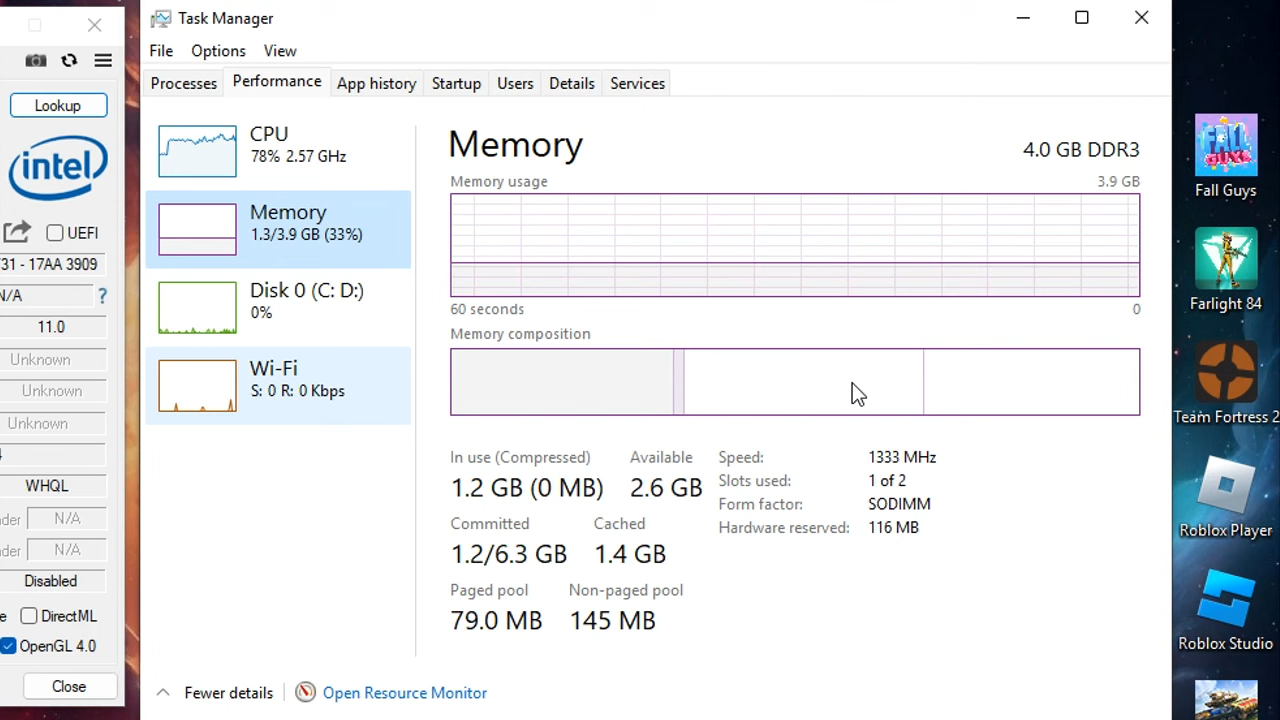 Lookup
intel
UEFI
31 - 17AA 3909
N/A
?
11.0
Unknown
Unknown
Unknown
WHQL
N/A
N/A
Disabled
DirectML
OpenGL 4.0
Close
Task Manager
File Options View
Processes Performance App history Startup Users Details Services
CPU
78% 2.57 GHz
Memory
1.3/3.9 GB (33%)
Disk 0 (C: D:)
0%
Wi-Fi
S: 0 R: 0 Kbps
Memory 4.0 GB DDR3
Memory usage 3.9 GB
60 seconds 0
Memory composition
In use (Compressed) Available
1.2 GB (0 MB) 2.6 GB
Committed Cached
1.2/6.3 GB 1.4 GB
Paged pool Non-paged pool
79.0 MB 145 MB
Speed: 1333 MHz
Slots used: 1 of 2
Form factor: SODIMM
Hardware reserved: 116 MB
Fewer details Open Resource Monitor
FALL GUYS
Fall Guys
Farlight 84
Team Fortress 2
Roblox Player
Roblox Studio